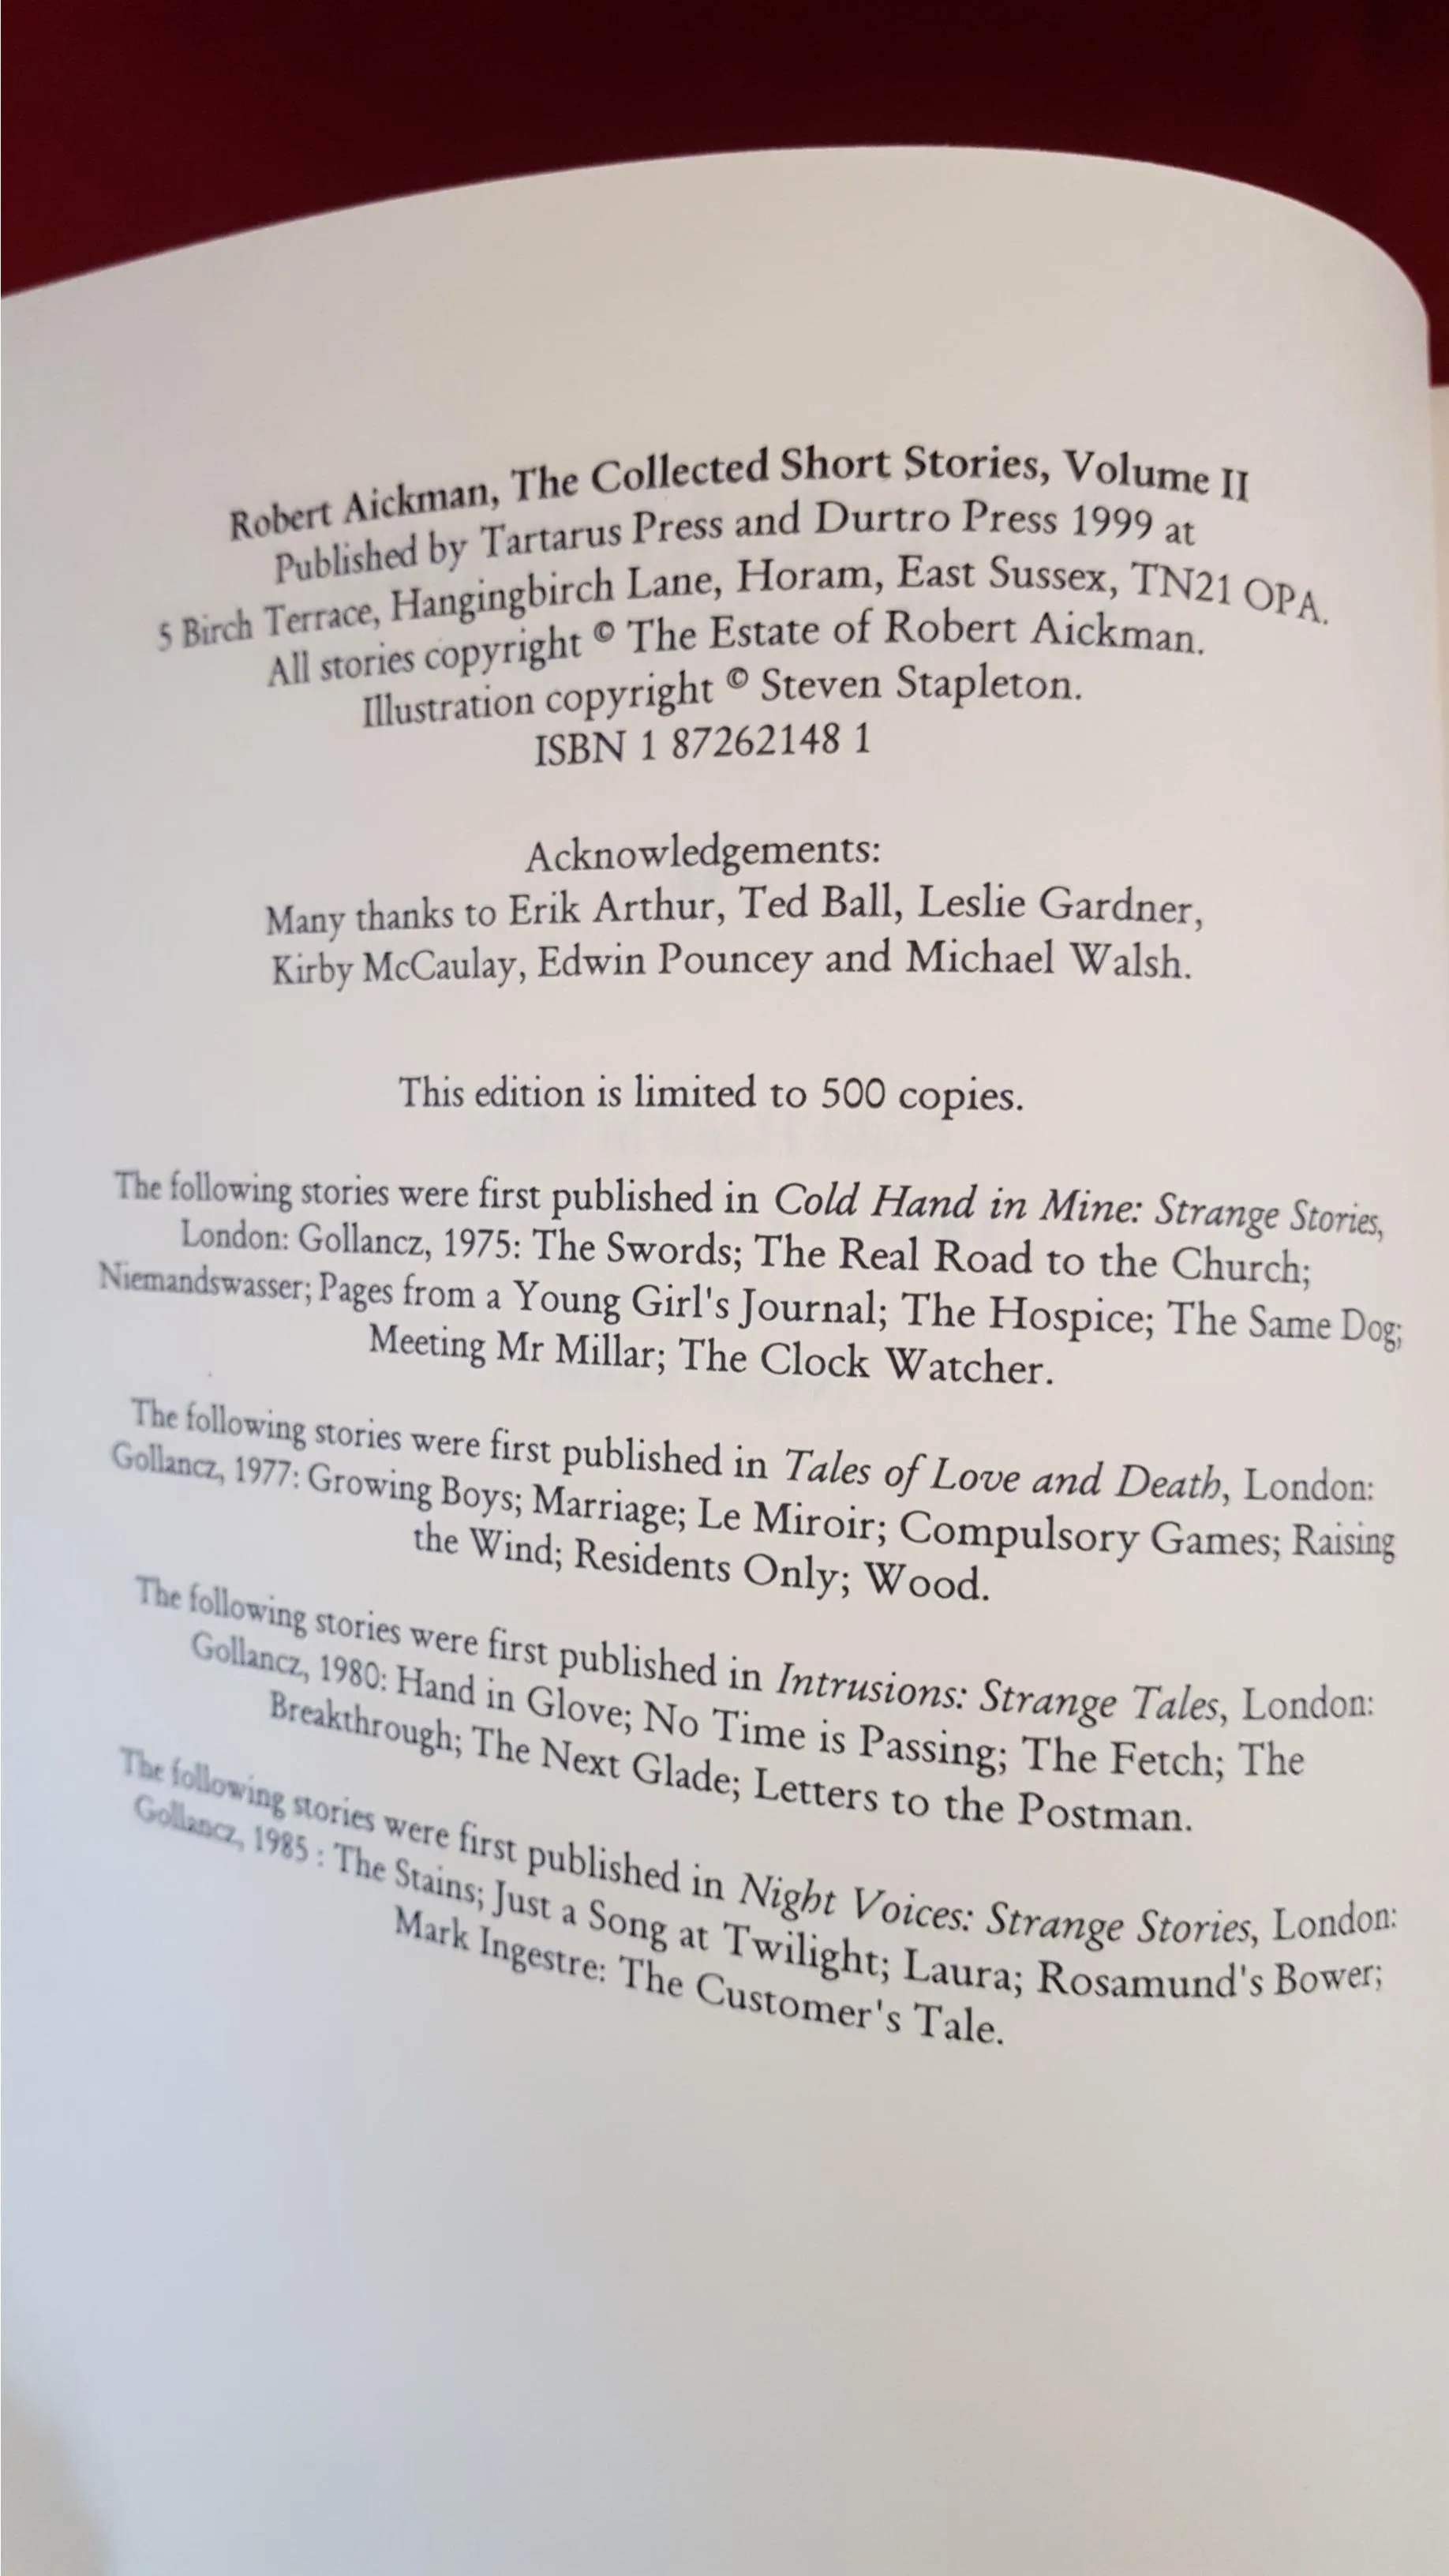 Robert Aickman, The Collected Short Stories, Volume II
Published by Tartarus Press and Durtro Press 1999 at
5 Birch Terrace, Hangingbirch Lane, Horam, East Sussex, TN21 OPA.
All stories copyright © The Estate of Robert Aickman.
Illustration copyright © Steven Stapleton.
ISBN 1 87262148 1
Acknowledgements:
Many thanks to Erik Arthur, Ted Ball, Leslie Gardner,
Kirby McCaulay, Edwin Pouncey and Michael Walsh.
This edition is limited to 500 copies.
The following stories were first published in Cold Hand in Mine: Strange Stories,
London: Gollancz, 1975: The Swords; The Real Road to the Church;
Niemandswasser; Pages from a Young Girl's Journal; The Hospice; The Same Dog;
Meeting Mr Millar; The Clock Watcher.
The following stories were first published in Tales of Love and Death, London:
Gollancz, 1977: Growing Boys; Marriage; Le Miroir; Compulsory Games; Raising
the Wind; Residents Only; Wood.
The following stories were first published in Intrusions: Strange Tales, London:
Gollancz, 1980: Hand in Glove; No Time is Passing; The Fetch; The
Breakthrough; The Next Glade; Letters to the Postman.
The following stories were first published in Night Voices: Strange Stories, London:
Gollancz, 1985 : The Stains; Just a Song at Twilight; Laura; Rosamund's Bower;
Mark Ingestre: The Customer's Tale.